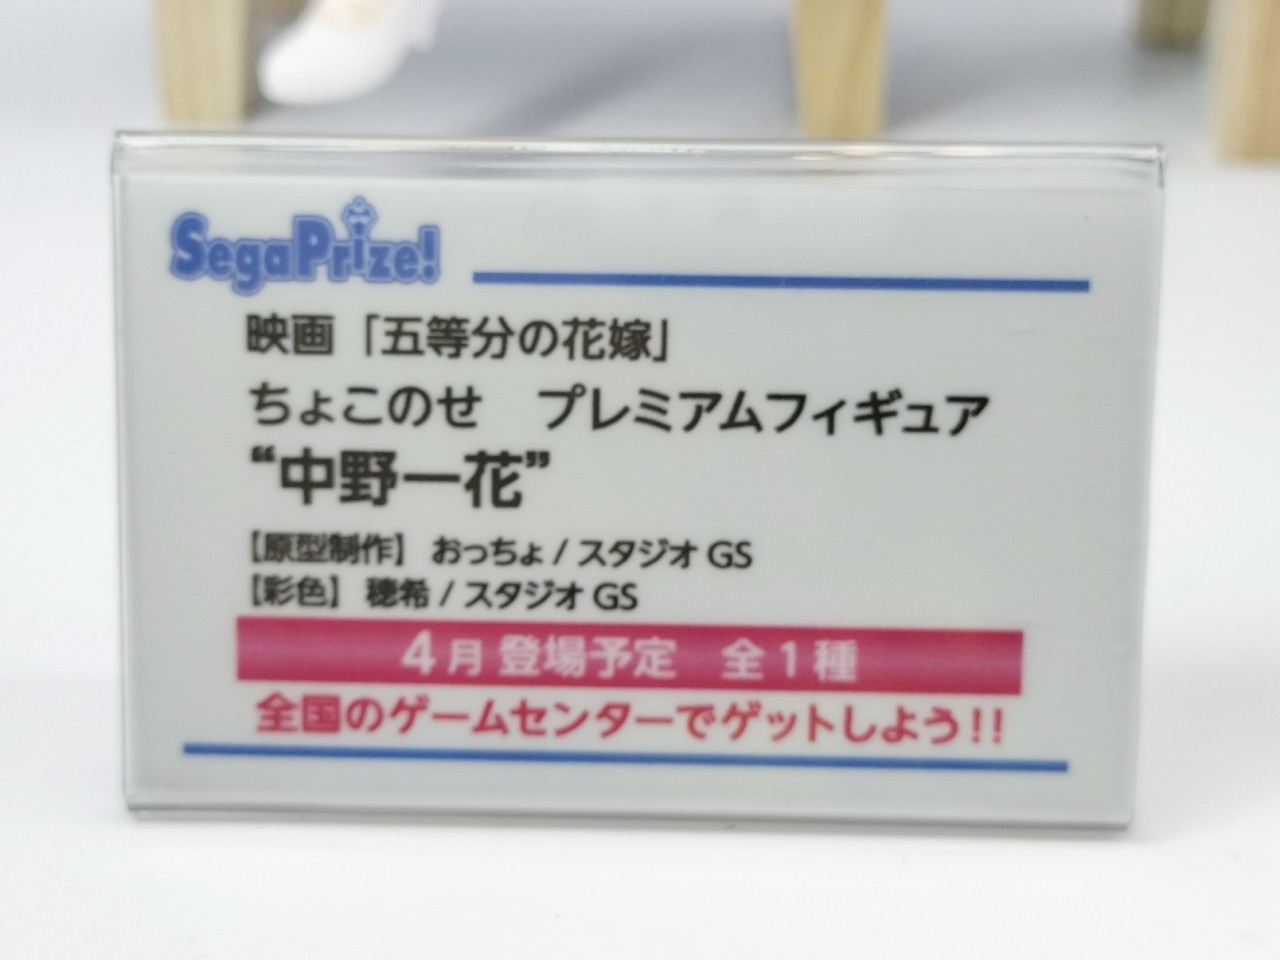 SegaPrize!
映画「五等分の花嫁」
ちょこのせ　プレミアムフィギュア
“中野一花”
【原型制作】 おっちょ / スタジオ GS
【彩色】 穂希 / スタジオ GS
4月 登場予定　全1種
全国のゲームセンターでゲットしよう!!